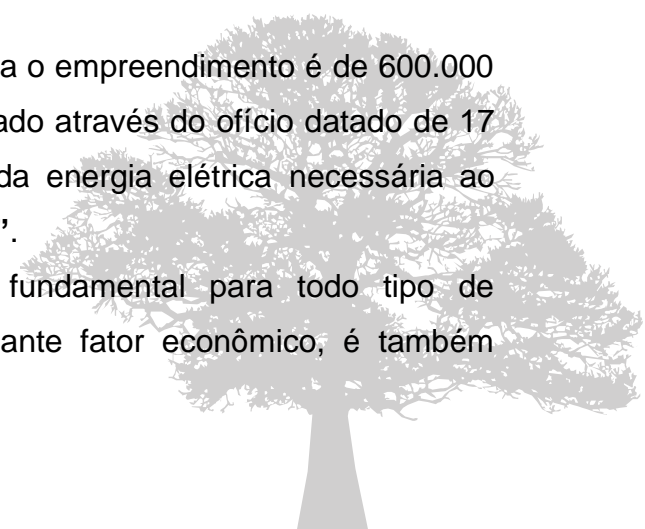 a o empreendimento é de 600.000
ado através do ofício datado de 17
da energia elétrica necessária ao
”.
fundamental para todo tipo de
ante fator econômico, é também